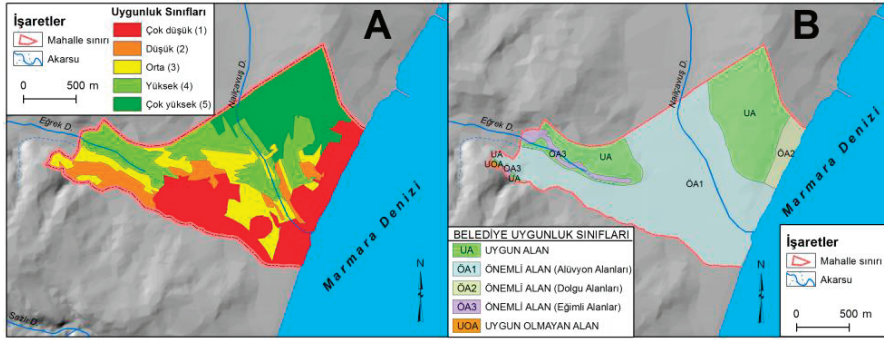 İşaretler
Mahalle sınırı
Akarsu
0 500 m
Uygunluk Sınıfları
Çok düşük (1)
Düşük (2)
Orta (3)
Yüksek (4)
Çok yüksek (5)
A
Nailçavuş D.
Eğrek D.
Marmara Denizi
Sazlı D.
N
B
Nailçavuş D.
Eğrek D.
UA
UA
ÖA3
UA
UOA
ÖA3
UA
ÖA1
ÖA2
Marmara Denizi
BELEDİYE UYGUNLUK SINIFLARI
UA UYGUN ALAN
ÖA1 ÖNEMLİ ALAN (Alüvyon Alanları)
ÖA2 ÖNEMLİ ALAN (Dolgu Alanları)
ÖA3 ÖNEMLİ ALAN (Eğimli Alanlar)
UOA UYGUN OLMAYAN ALAN
N
İşaretler
Mahalle sınırı
Akarsu
0 500 m